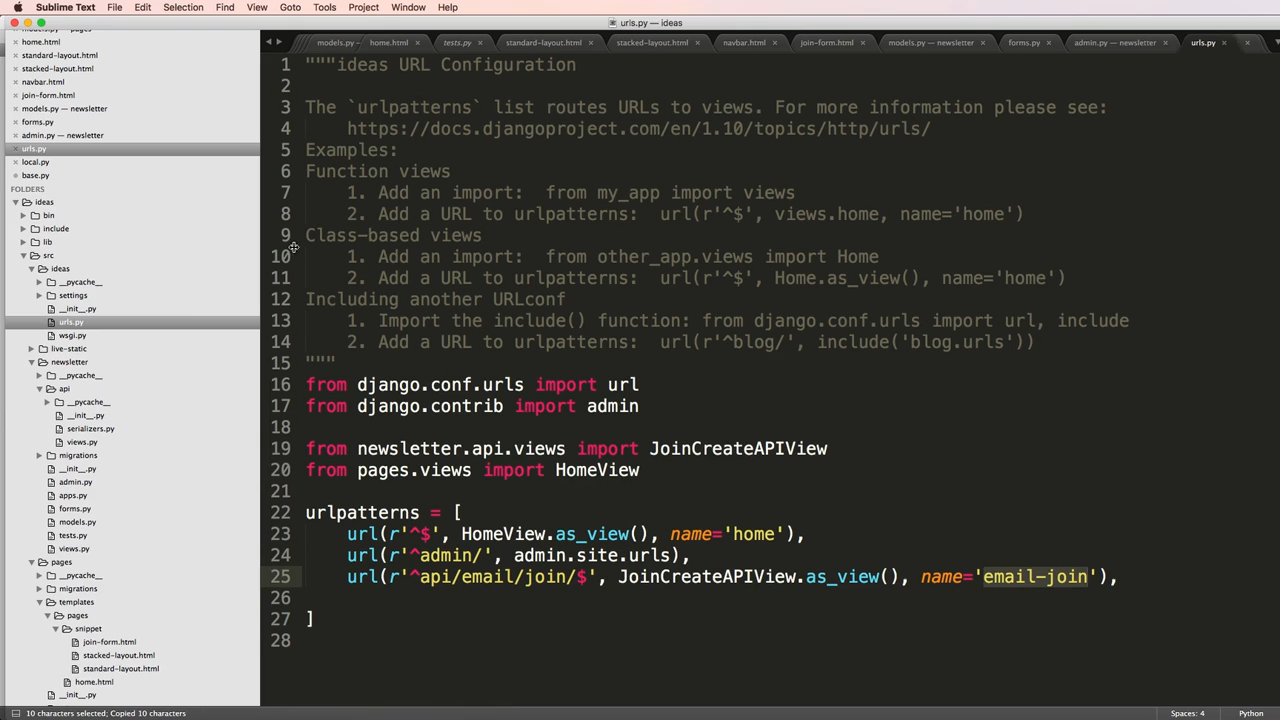 Sublime Text File Edit Selection Find View Goto Tools Project Window Help
urls.py — ideas
models.py — home.html tests.py standard-layout.html stacked-layout.html navbar.html join-form.html models.py — newsletter forms.py admin.py — newsletter urls.py
home.html
standard-layout.html
stacked-layout.html
navbar.html
join-form.html
models.py — newsletter
forms.py
admin.py — newsletter
urls.py
local.py
base.py
FOLDERS
ideas
bin
include
lib
src
ideas
__pycache__
settings
__init__.py
urls.py
wsgi.py
live-static
newsletter
__pycache__
api
__pycache__
__init__.py
serializers.py
views.py
migrations
__init__.py
admin.py
apps.py
forms.py
models.py
tests.py
views.py
pages
__pycache__
migrations
templates
pages
snippet
join-form.html
stacked-layout.html
standard-layout.html
home.html
__init__.py
1 """ideas URL Configuration
2
3 The `urlpatterns` list routes URLs to views. For more information please see:
4     https://docs.djangoproject.com/en/1.10/topics/http/urls/
5 Examples:
6 Function views
7     1. Add an import:  from my_app import views
8     2. Add a URL to urlpatterns:  url(r'^$', views.home, name='home')
9 Class-based views
10     1. Add an import:  from other_app.views import Home
11     2. Add a URL to urlpatterns:  url(r'^$', Home.as_view(), name='home')
12 Including another URLconf
13     1. Import the include() function: from django.conf.urls import url, include
14     2. Add a URL to urlpatterns:  url(r'^blog/', include('blog.urls'))
15 """
16 from django.conf.urls import url
17 from django.contrib import admin
18
19 from newsletter.api.views import JoinCreateAPIView
20 from pages.views import HomeView
21
22 urlpatterns = [
23     url(r'^$', HomeView.as_view(), name='home'),
24     url(r'^admin/', admin.site.urls),
25     url(r'^api/email/join/$', JoinCreateAPIView.as_view(), name='email-join'),
26
27 ]
28
10 characters selected; Copied 10 characters
Spaces: 4 Python